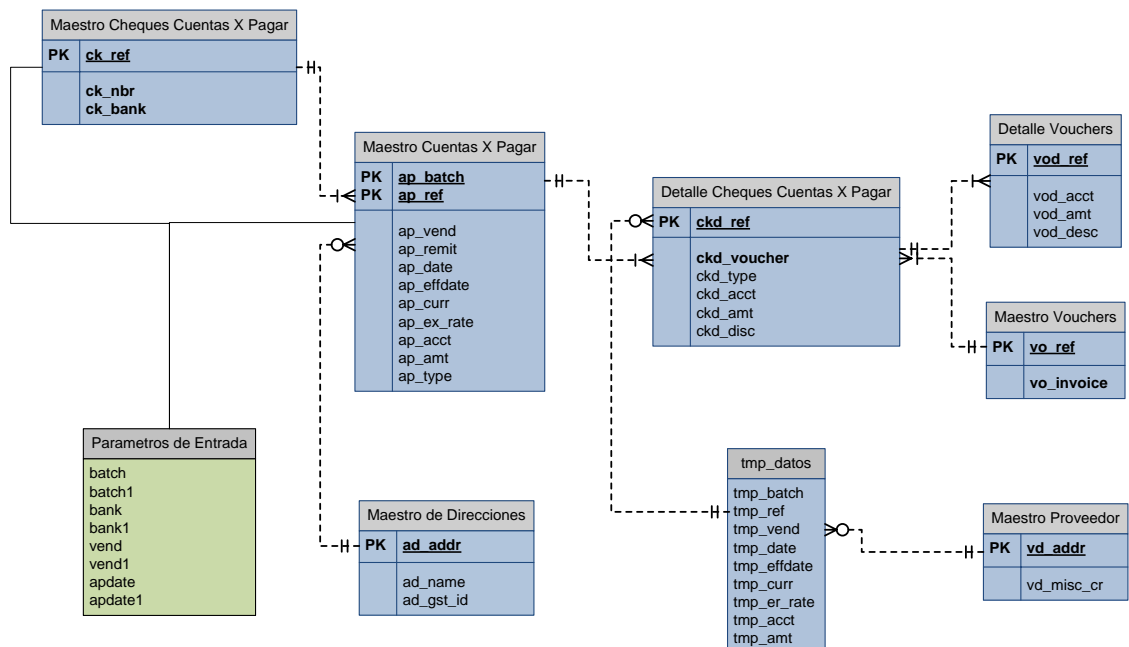 Maestro Cheques Cuentas X Pagar
PK ck_ref
ck_nbr
ck_bank
Maestro Cuentas X Pagar
PK ap_batch
PK ap_ref
ap_vend
ap_remit
ap_date
ap_effdate
ap_curr
ap_ex_rate
ap_acct
ap_amt
ap_type
Detalle Cheques Cuentas X Pagar
PK ckd_ref
ckd_voucher
ckd_type
ckd_acct
ckd_amt
ckd_disc
Detalle Vouchers
PK vod_ref
vod_acct
vod_amt
vod_desc
Maestro Vouchers
PK vo_ref
vo_invoice
Parametros de Entrada
batch
batch1
bank
bank1
vend
vend1
apdate
apdate1
Maestro de Direcciones
PK ad_addr
ad_name
ad_gst_id
tmp_datos
tmp_batch
tmp_ref
tmp_vend
tmp_date
tmp_effdate
tmp_curr
tmp_er_rate
tmp_acct
tmp_amt
Maestro Proveedor
PK vd_addr
vd_misc_cr